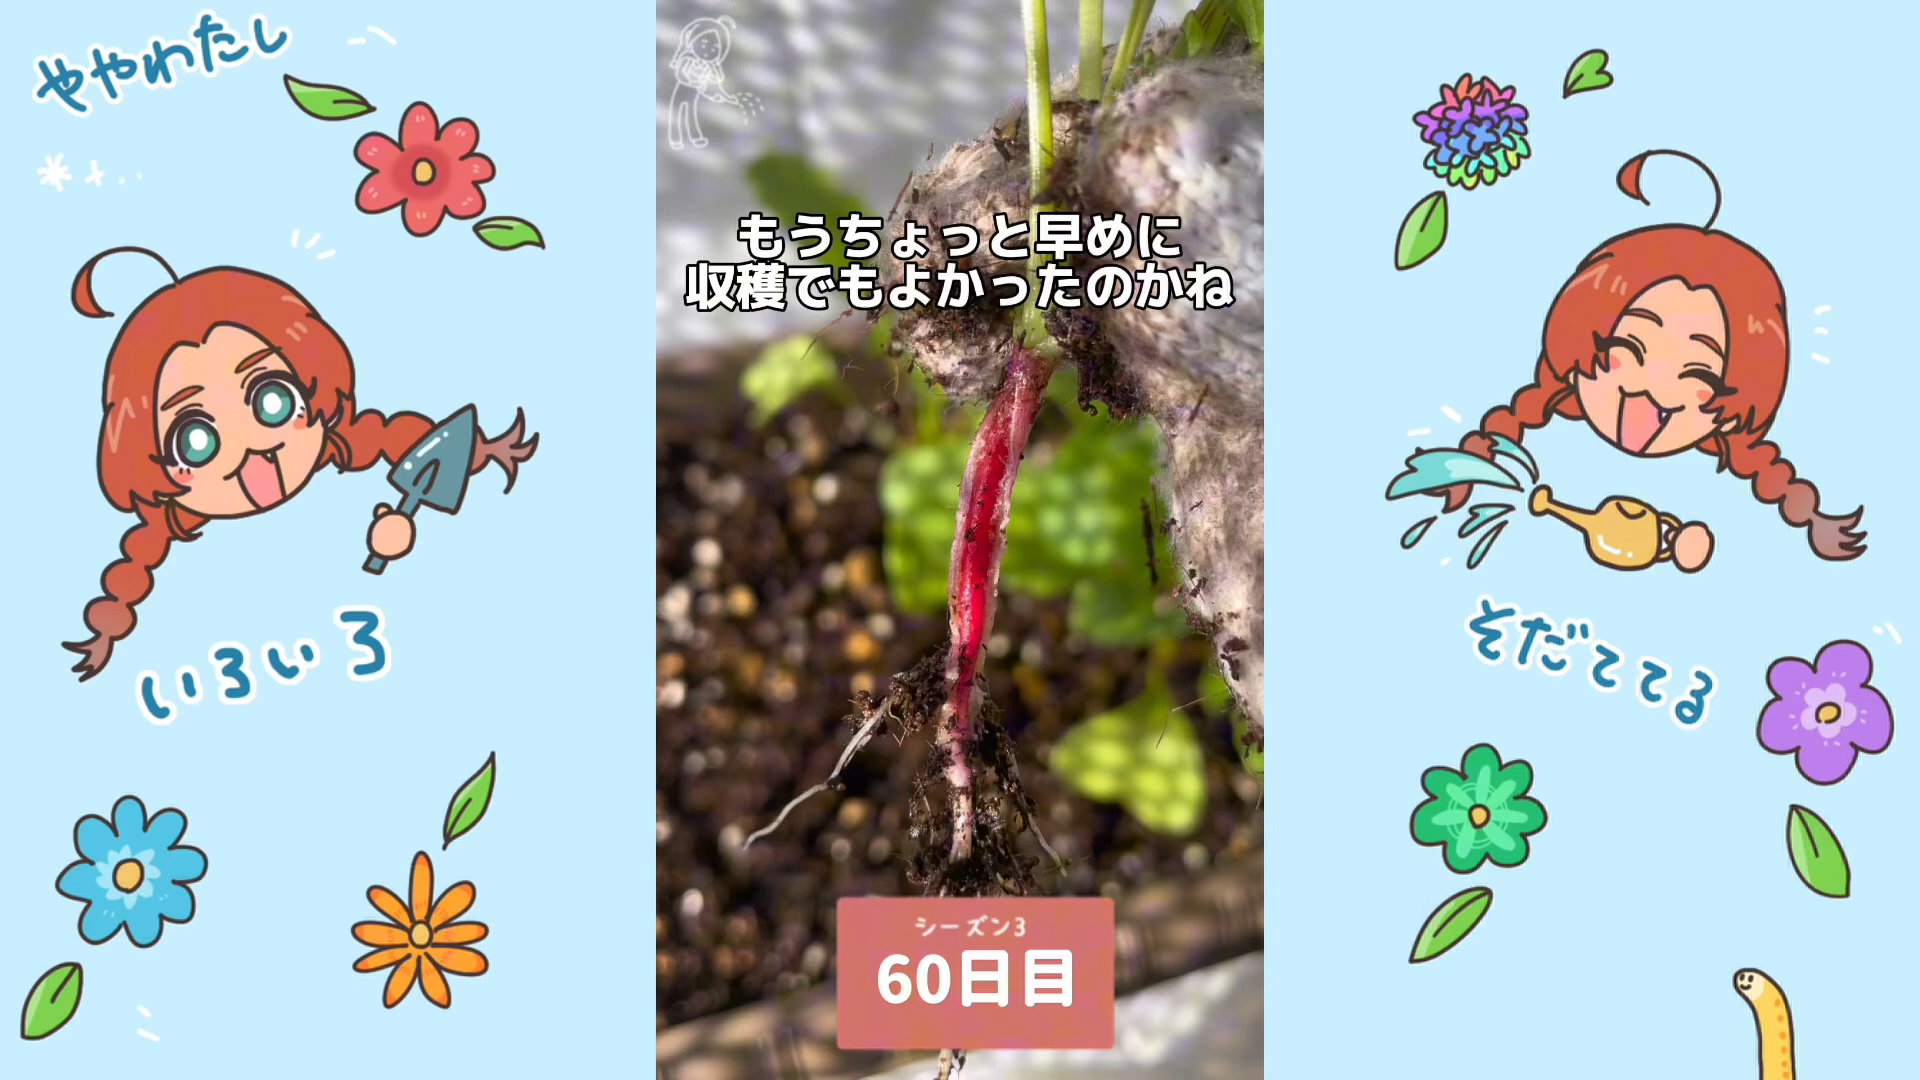 ややわたし
もうちょっと早めに
収穫でもよかったのかね
いろいろ
そだててる
シーズン3
60日目